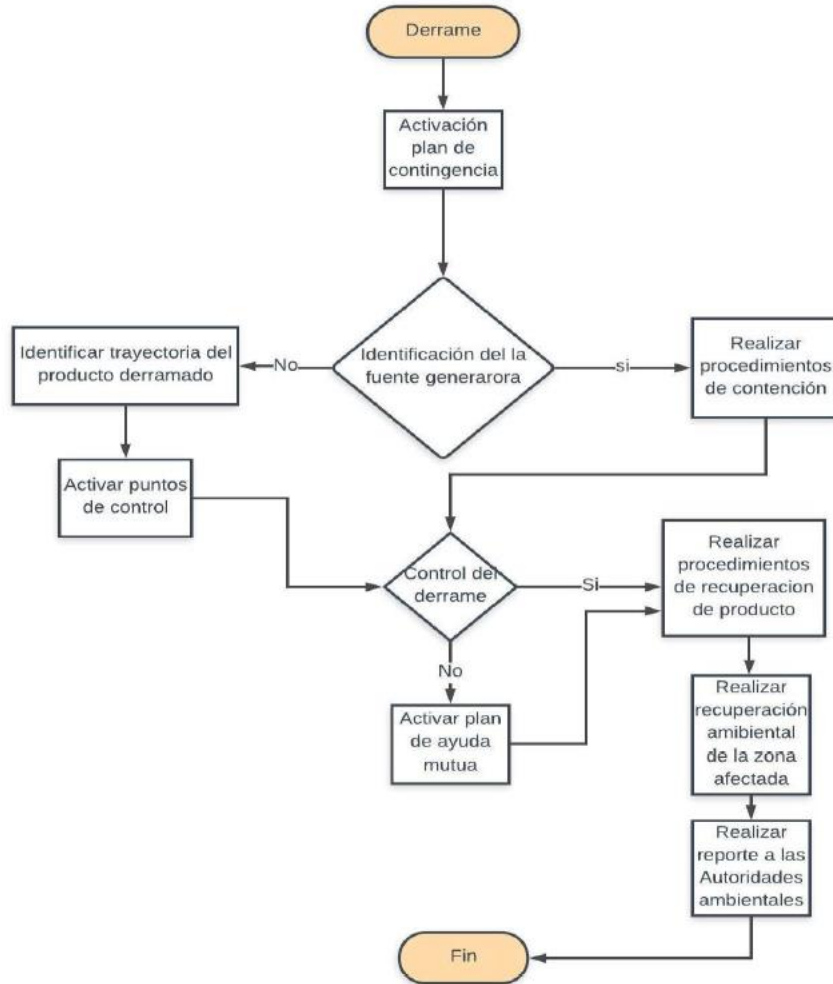 Derrame
Activación
plan de
contingencia
Identificación del la
fuente generarora
No
si
Identificar trayectoria del
producto derramado
Realizar
procedimientos
de contención
Activar puntos
de control
Control del
derrame
Si
No
Realizar
procedimientos
de recuperacion
de producto
Activar plan
de ayuda
mutua
Realizar
recuperación
amibiental
de la zona
afectada
Realizar
reporte a las
Autoridades
ambientales
Fin